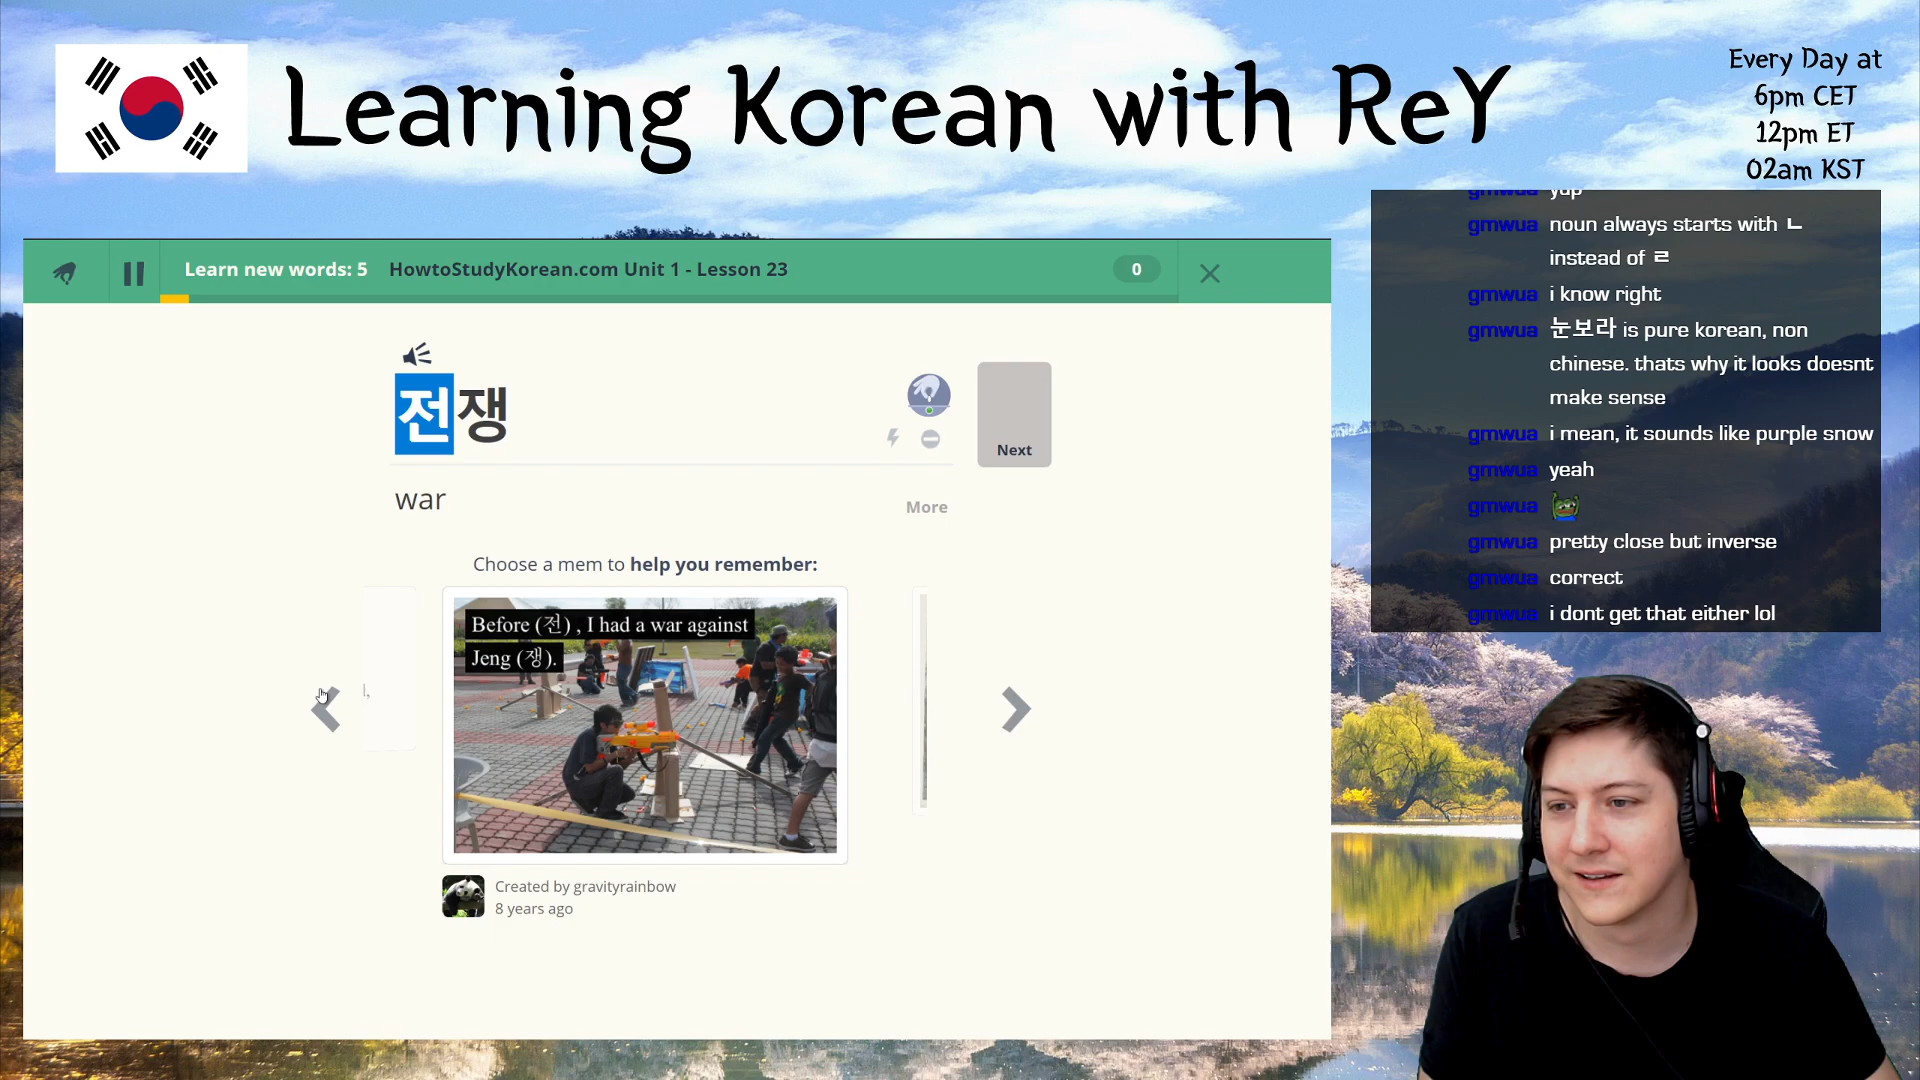 Learning Korean with ReY
Every Day at
6pm CET
12pm ET
02am KST
Learn new words: 5 HowtoStudyKorean.com Unit 1 - Lesson 23
0
전쟁
Next
war
More
Choose a mem to help you remember:
Before (전) , I had a war against
Jeng (쟁).
Created by gravityrainbow
8 years ago
gmwua yup
gmwua noun always starts with ㄴ
instead of ㄹ
gmwua i know right
gmwua 눈보라 is pure korean, non
chinese. thats why it looks doesnt
make sense
gmwua i mean, it sounds like purple snow
gmwua yeah
gmwua
gmwua pretty close but inverse
gmwua correct
gmwua i dont get that either lol